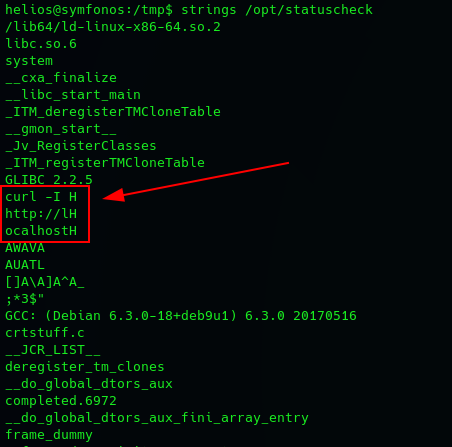 helios@symfonos:/tmp$ strings /opt/statuscheck
/lib64/ld-linux-x86-64.so.2
libc.so.6
system
__cxa_finalize
__libc_start_main
_ITM_deregisterTMCloneTable
__gmon_start__
_Jv_RegisterClasses
_ITM_registerTMCloneTable
GLIBC_2.2.5
curl -I H
http://lH
ocalhostH
AWAVA
AUATL
[]A\A]A^A_
;*3$"
GCC: (Debian 6.3.0-18+deb9u1) 6.3.0 20170516
crtstuff.c
__JCR_LIST__
deregister_tm_clones
__do_global_dtors_aux
completed.6972
__do_global_dtors_aux_fini_array_entry
frame_dummy